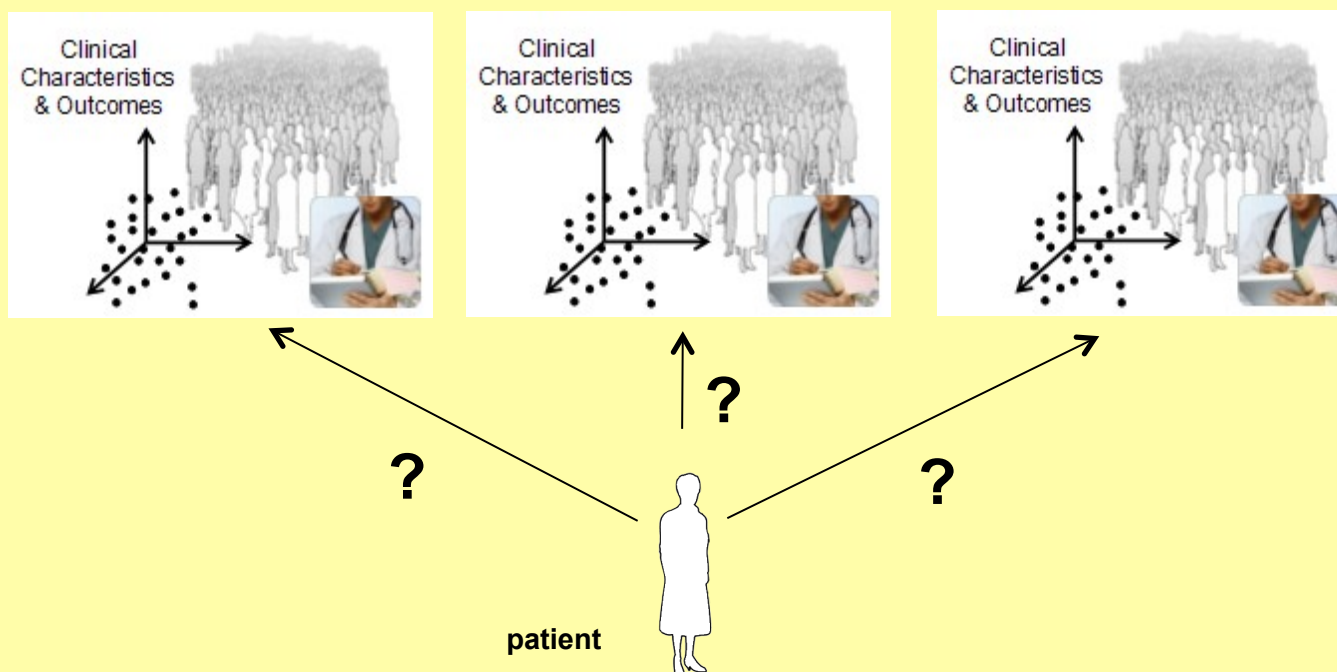 Clinical
Characteristics
& Outcomes
Clinical
Characteristics
& Outcomes
Clinical
Characteristics
& Outcomes
?
?
?
patient